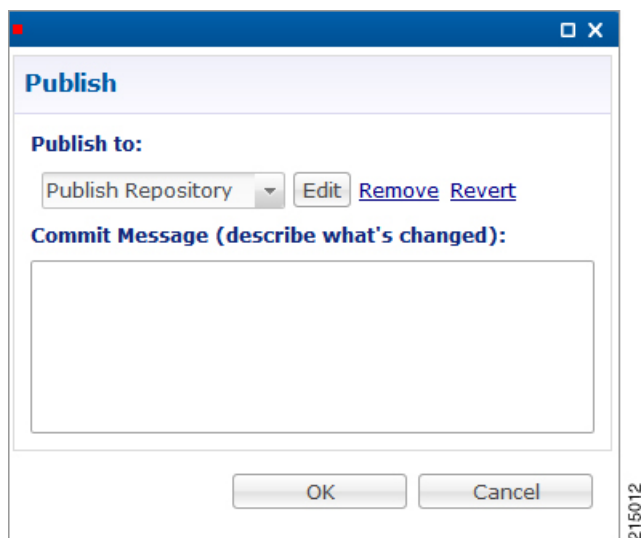 Publish
Publish to:
Publish Repository Edit Remove Revert
Commit Message (describe what's changed):
OK Cancel
215012